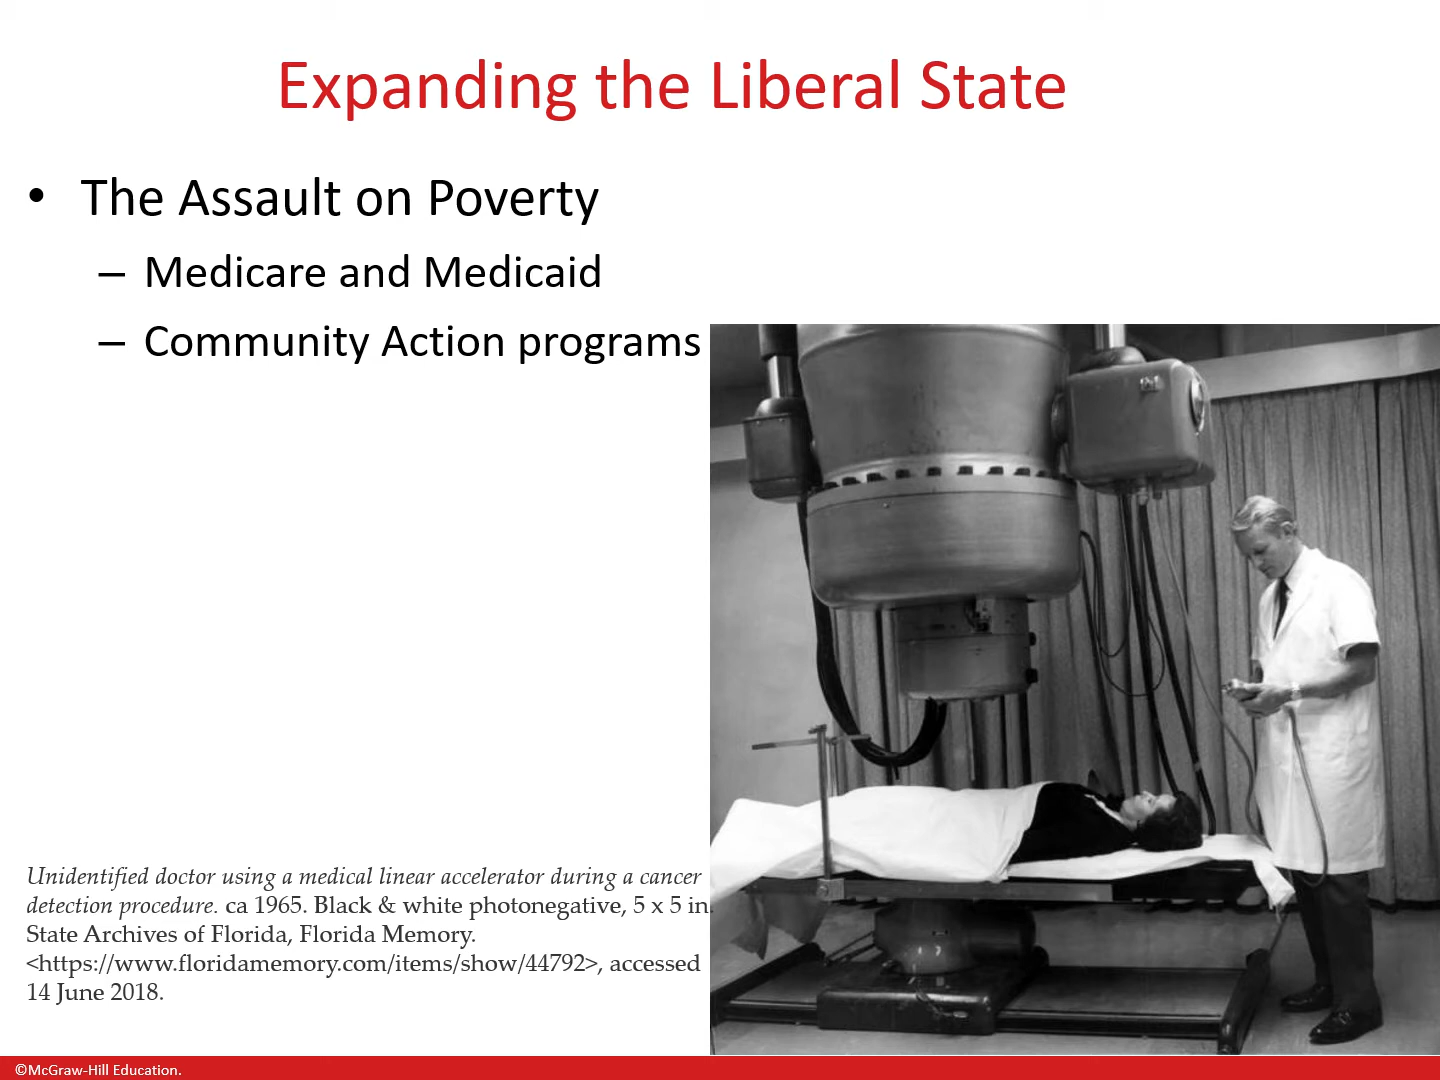 Expanding the Liberal State
• The Assault on Poverty
– Medicare and Medicaid
– Community Action programs
Unidentified doctor using a medical linear accelerator during a cancer
detection procedure. ca 1965. Black & white photonegative, 5 x 5 in.
State Archives of Florida, Florida Memory.
<https://www.floridamemory.com/items/show/44792>, accessed
14 June 2018.
©McGraw-Hill Education.